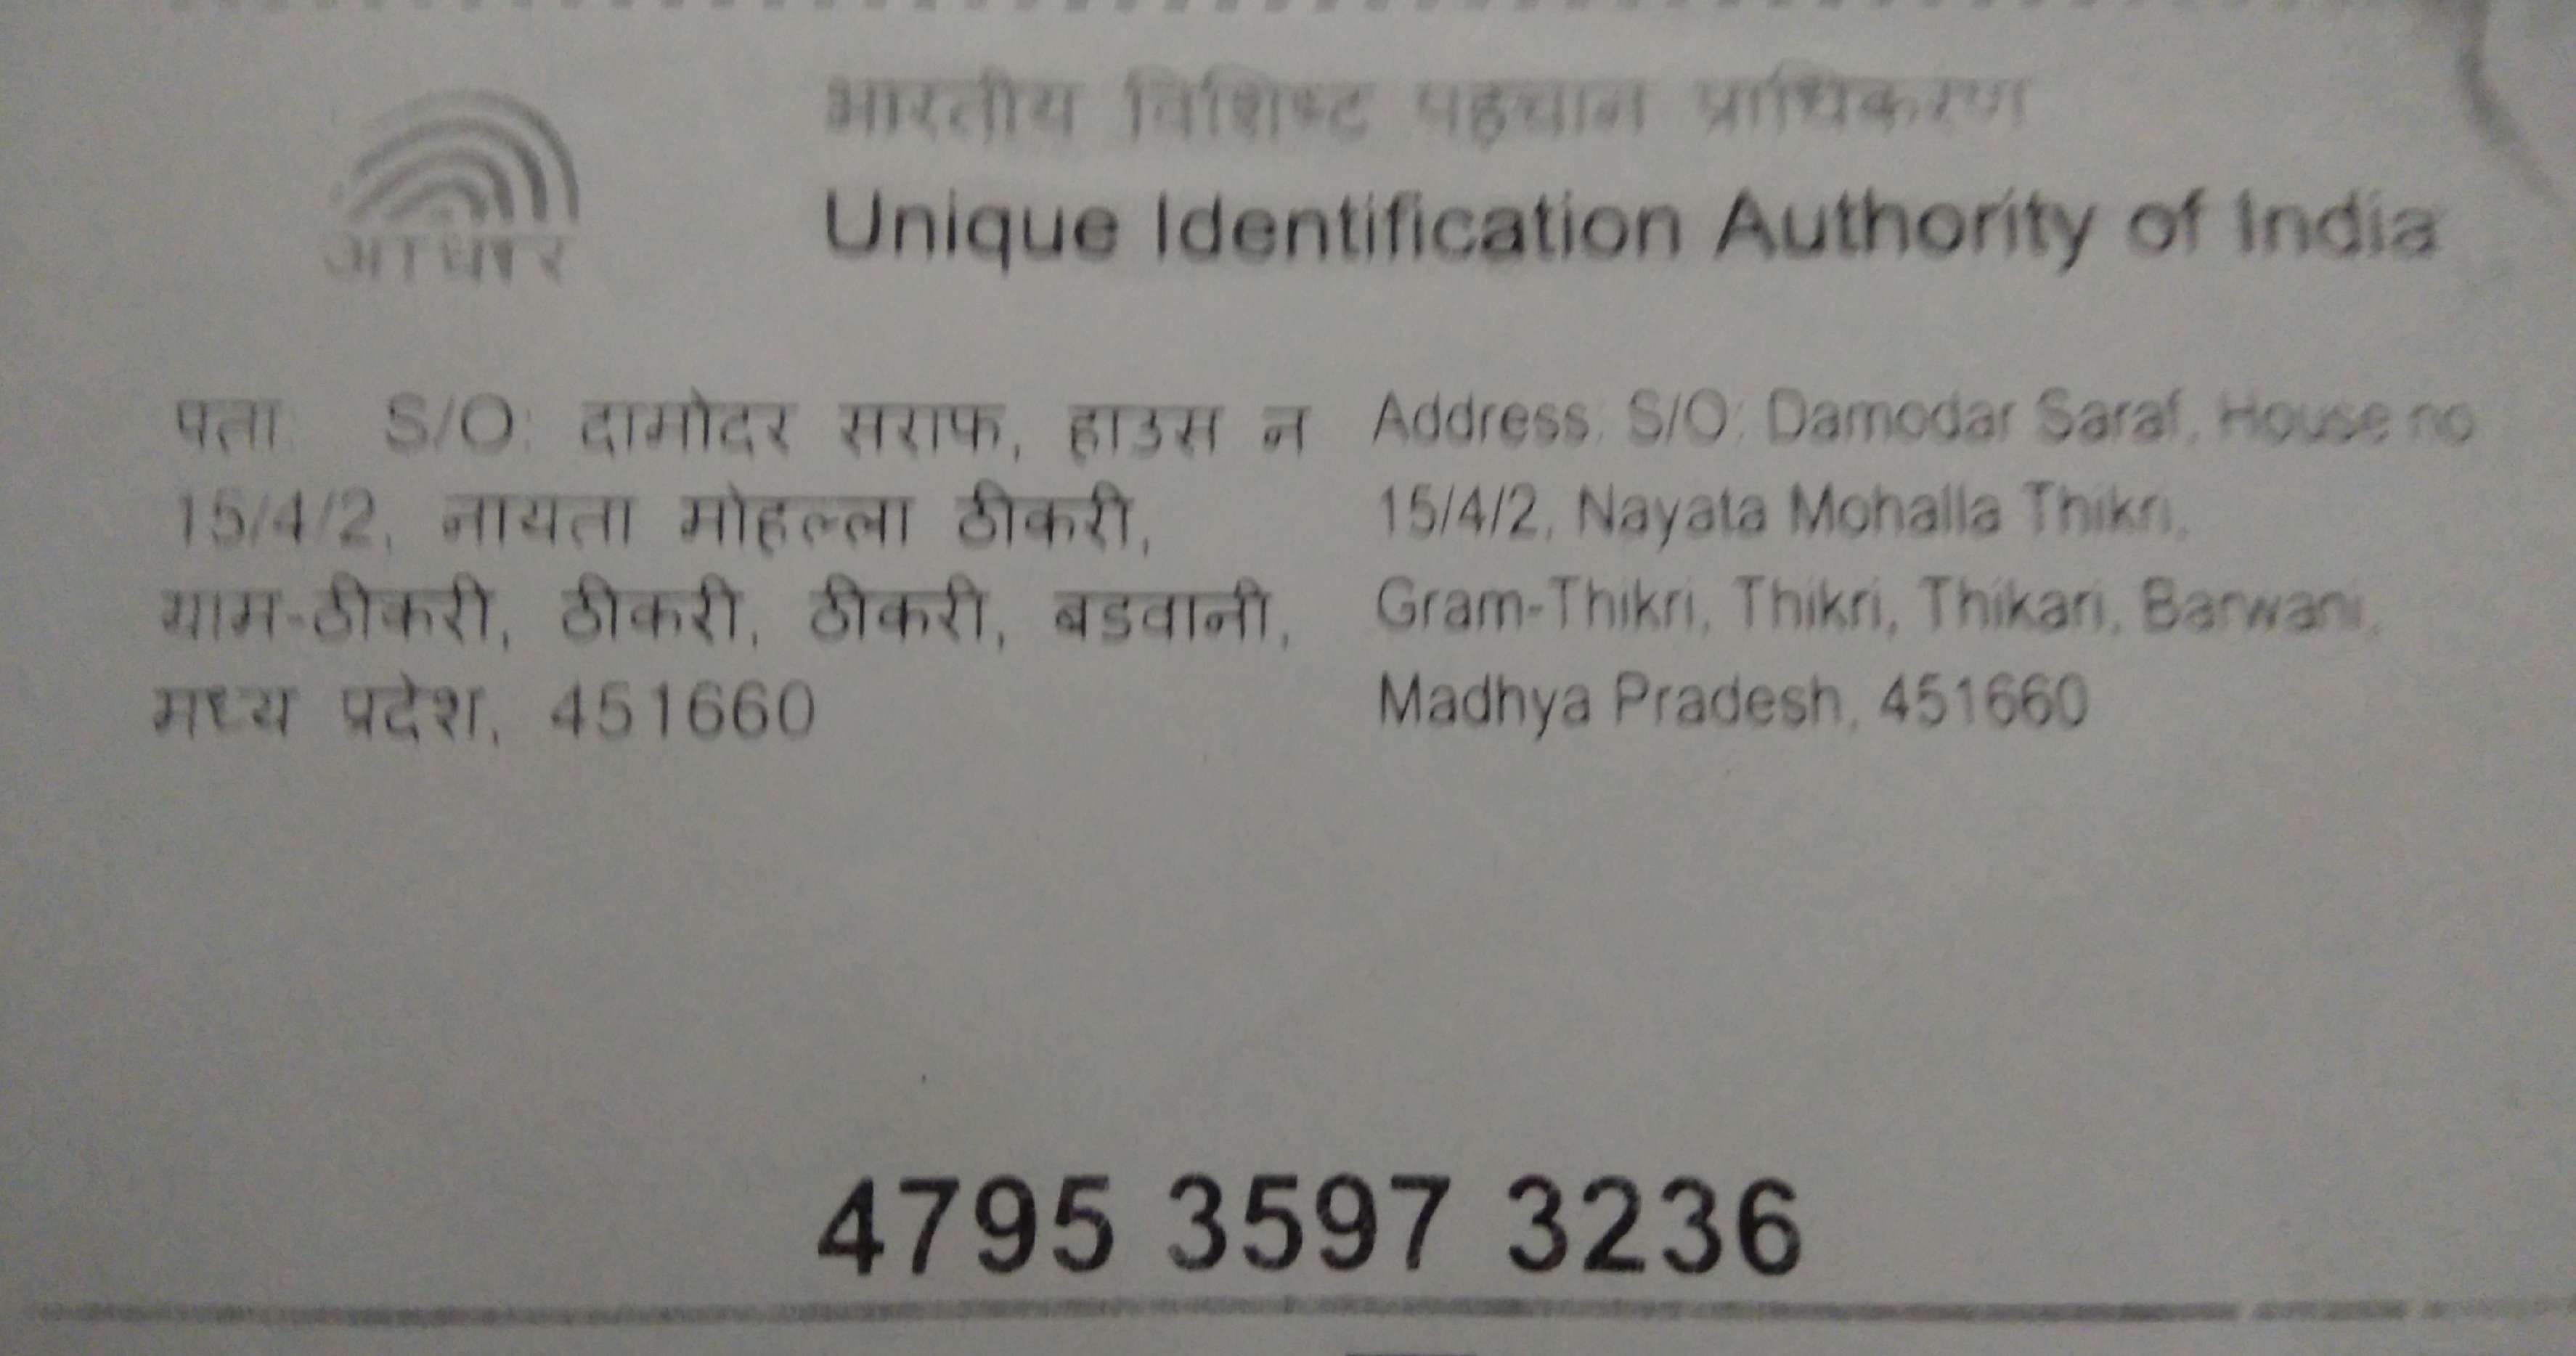 भारतीय विशिष्ट पहचान प्राधिकरण
आधार
Unique Identification Authority of India
पता: S/O: दामोदर सराफ, हाउस न
15/4/2, नायता मोहल्ला ठीकरी,
ग्राम-ठीकरी, ठीकरी, ठीकरी, बडवानी,
मध्य प्रदेश, 451660
Address: S/O: Damodar Saraf, House no
15/4/2, Nayata Mohalla Thikri,
Gram-Thikri, Thikri, Thikari, Barwani,
Madhya Pradesh, 451660
4795 3597 3236